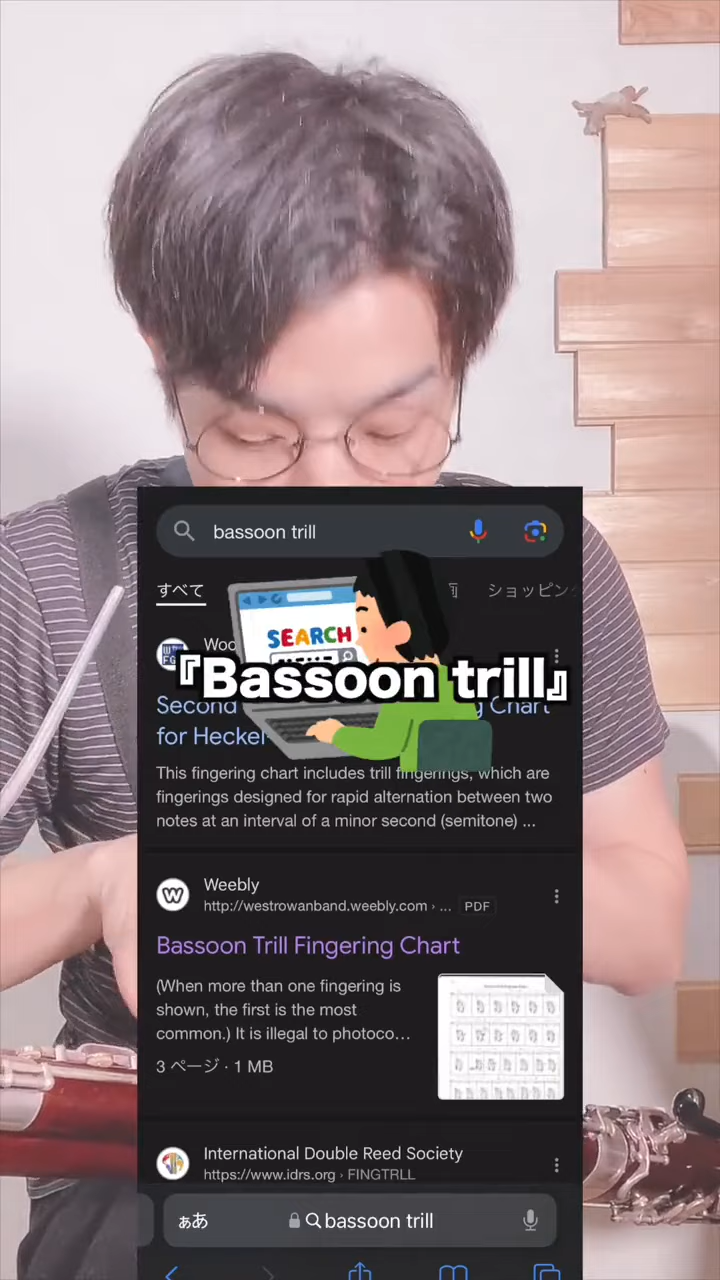 bassoon trill
すべて
ショッピン
SEARCH
『Bassoon trill』
Second
g Chart
for Heckel
This fingering chart includes trill fingerings, which are
fingerings designed for rapid alternation between two
notes at an interval of a minor second (semitone) ...
Weebly
http://westrowanband.weebly.com › ...
PDF
Bassoon Trill Fingering Chart
(When more than one fingering is
shown, the first is the most
common.) It is illegal to photoco...
3 ページ · 1 MB
International Double Reed Society
https://www.idrs.org › FINGTRLL
ぁあ
bassoon trill